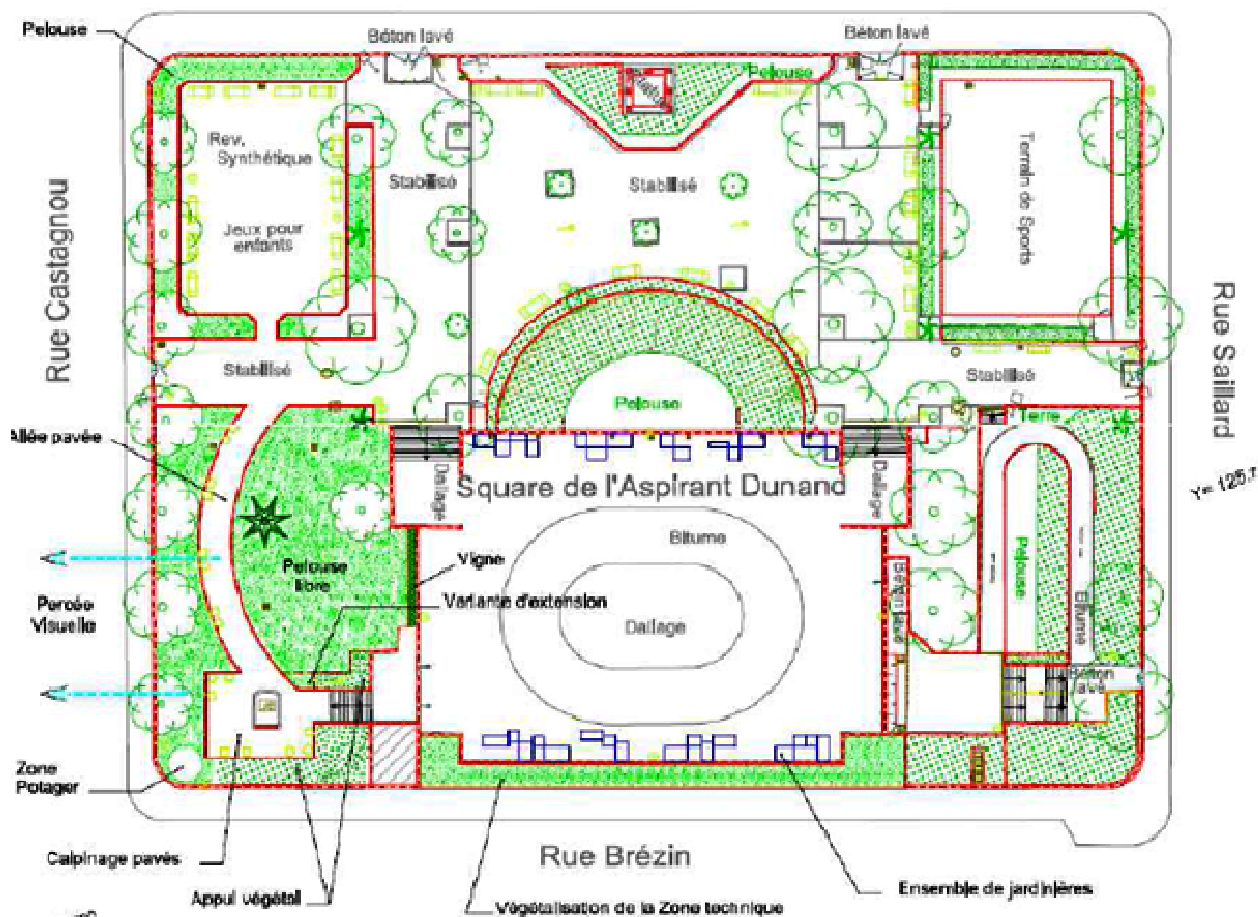 Pelouse
Béton lavé
Béton lavé
Pelouse
Rev.
Synthétique
Stabilisé
Stabilisé
Terrain de Sports
Jeux pour
enfants
Rue Castagnou
Rue Saillard
Stabilisé
Stabilisé
Pelouse
Terre
Allée pavée
Dallage
Square de l'Aspirant Dunand
Dallage
Y= 125,7
Bitume
Vigne
Pelouse
libre
Pelouse
Percée
Visuelle
Variante d'extension
Béton lavé
Bitume
Dallage
Béton
lavé
Zone
Potager
Calpinage pavés
Rue Brézin
Appui végétal
Ensemble de jardinières
Végétalisation de la Zone technique